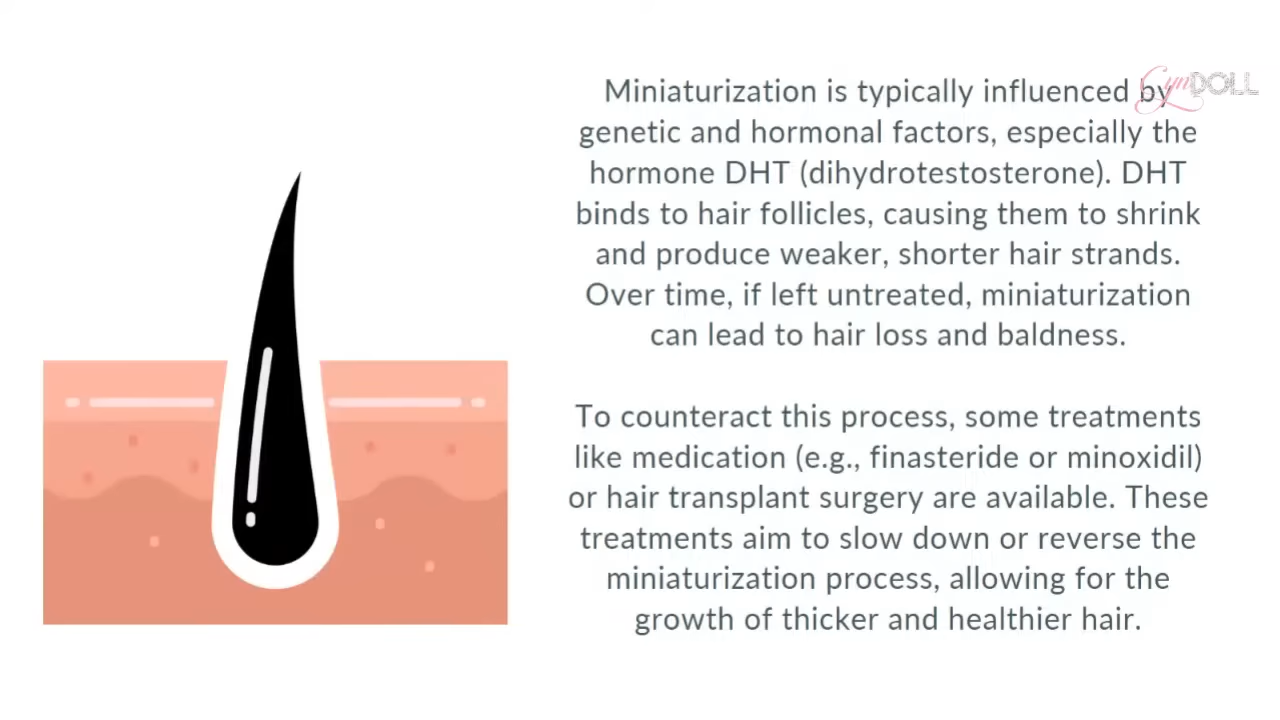 Miniaturization is typically influenced by
genetic and hormonal factors, especially the
hormone DHT (dihydrotestosterone). DHT
binds to hair follicles, causing them to shrink
and produce weaker, shorter hair strands.
Over time, if left untreated, miniaturization
can lead to hair loss and baldness.
To counteract this process, some treatments
like medication (e.g., finasteride or minoxidil)
or hair transplant surgery are available. These
treatments aim to slow down or reverse the
miniaturization process, allowing for the
growth of thicker and healthier hair.
CynDOLL